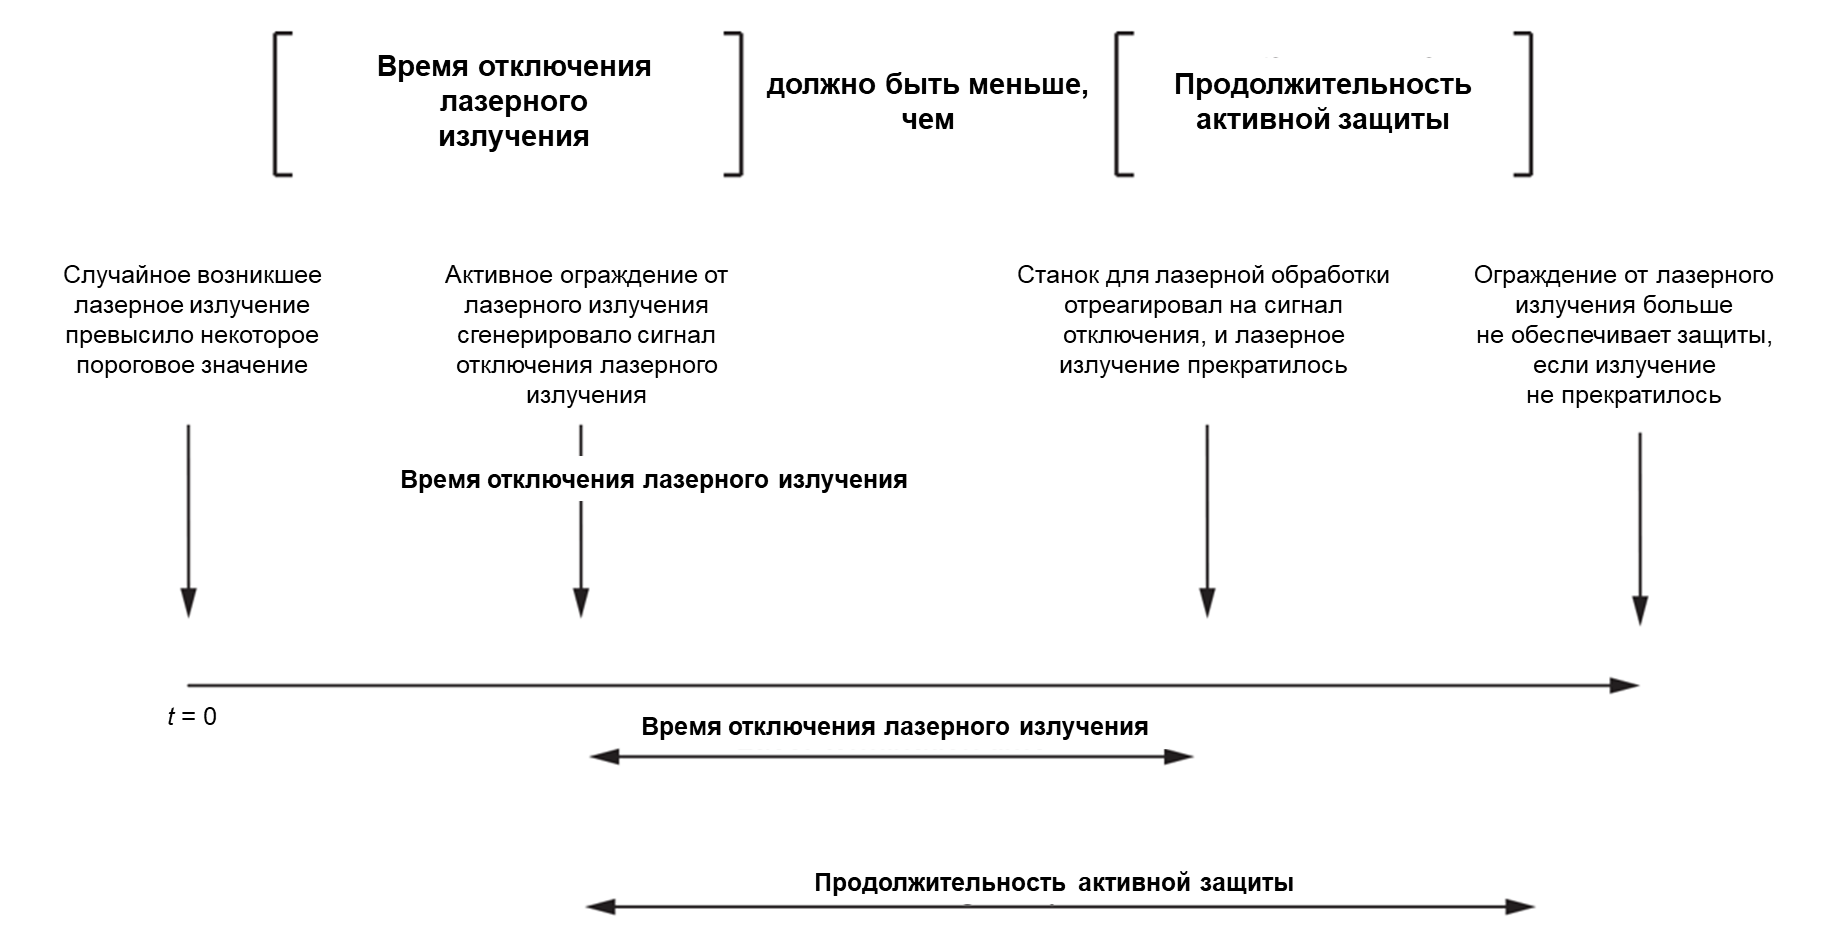 Время отключения
лазерного
излучения
должно быть меньше,
чем
Продолжительность
активной защиты
Случайное возникшее
лазерное излучение
превысило некоторое
пороговое значение
Активное ограждение от
лазерного излучения
сгенерировало сигнал
отключения лазерного
излучения
Станок для лазерной обработки
отреагировал на сигнал
отключения, и лазерное
излучение прекратилось
Ограждение от лазерного
излучения больше
не обеспечивает защиты,
если излучение
не прекратилось
Время отключения лазерного излучения
t = 0
Время отключения лазерного излучения
Продолжительность активной защиты